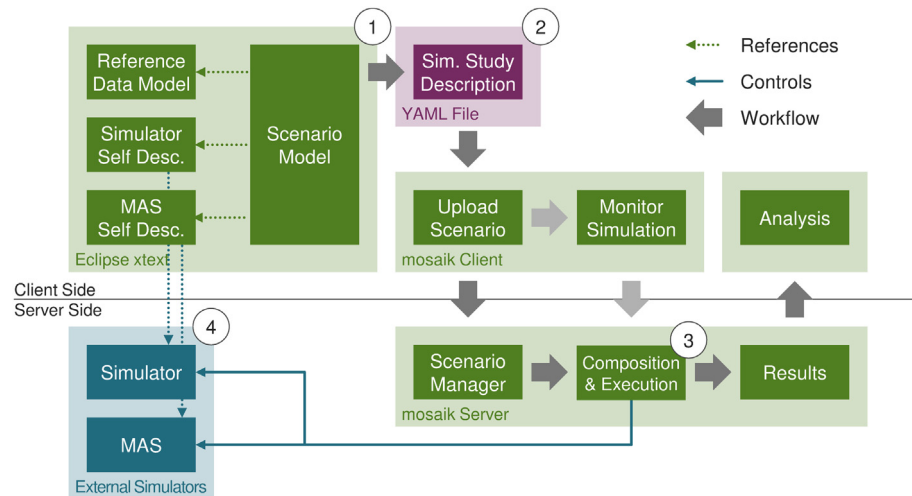 1
2
Reference
Data Model
Simulator
Self Desc.
MAS
Self Desc.
Scenario
Model
Eclipse xtext
Sim. Study
Description
YAML File
References
Controls
Workflow
Upload
Scenario
Monitor
Simulation
mosaik Client
Analysis
Client Side
Server Side
4
3
Simulator
MAS
External Simulators
Scenario
Manager
Composition
& Execution
Results
mosaik Server